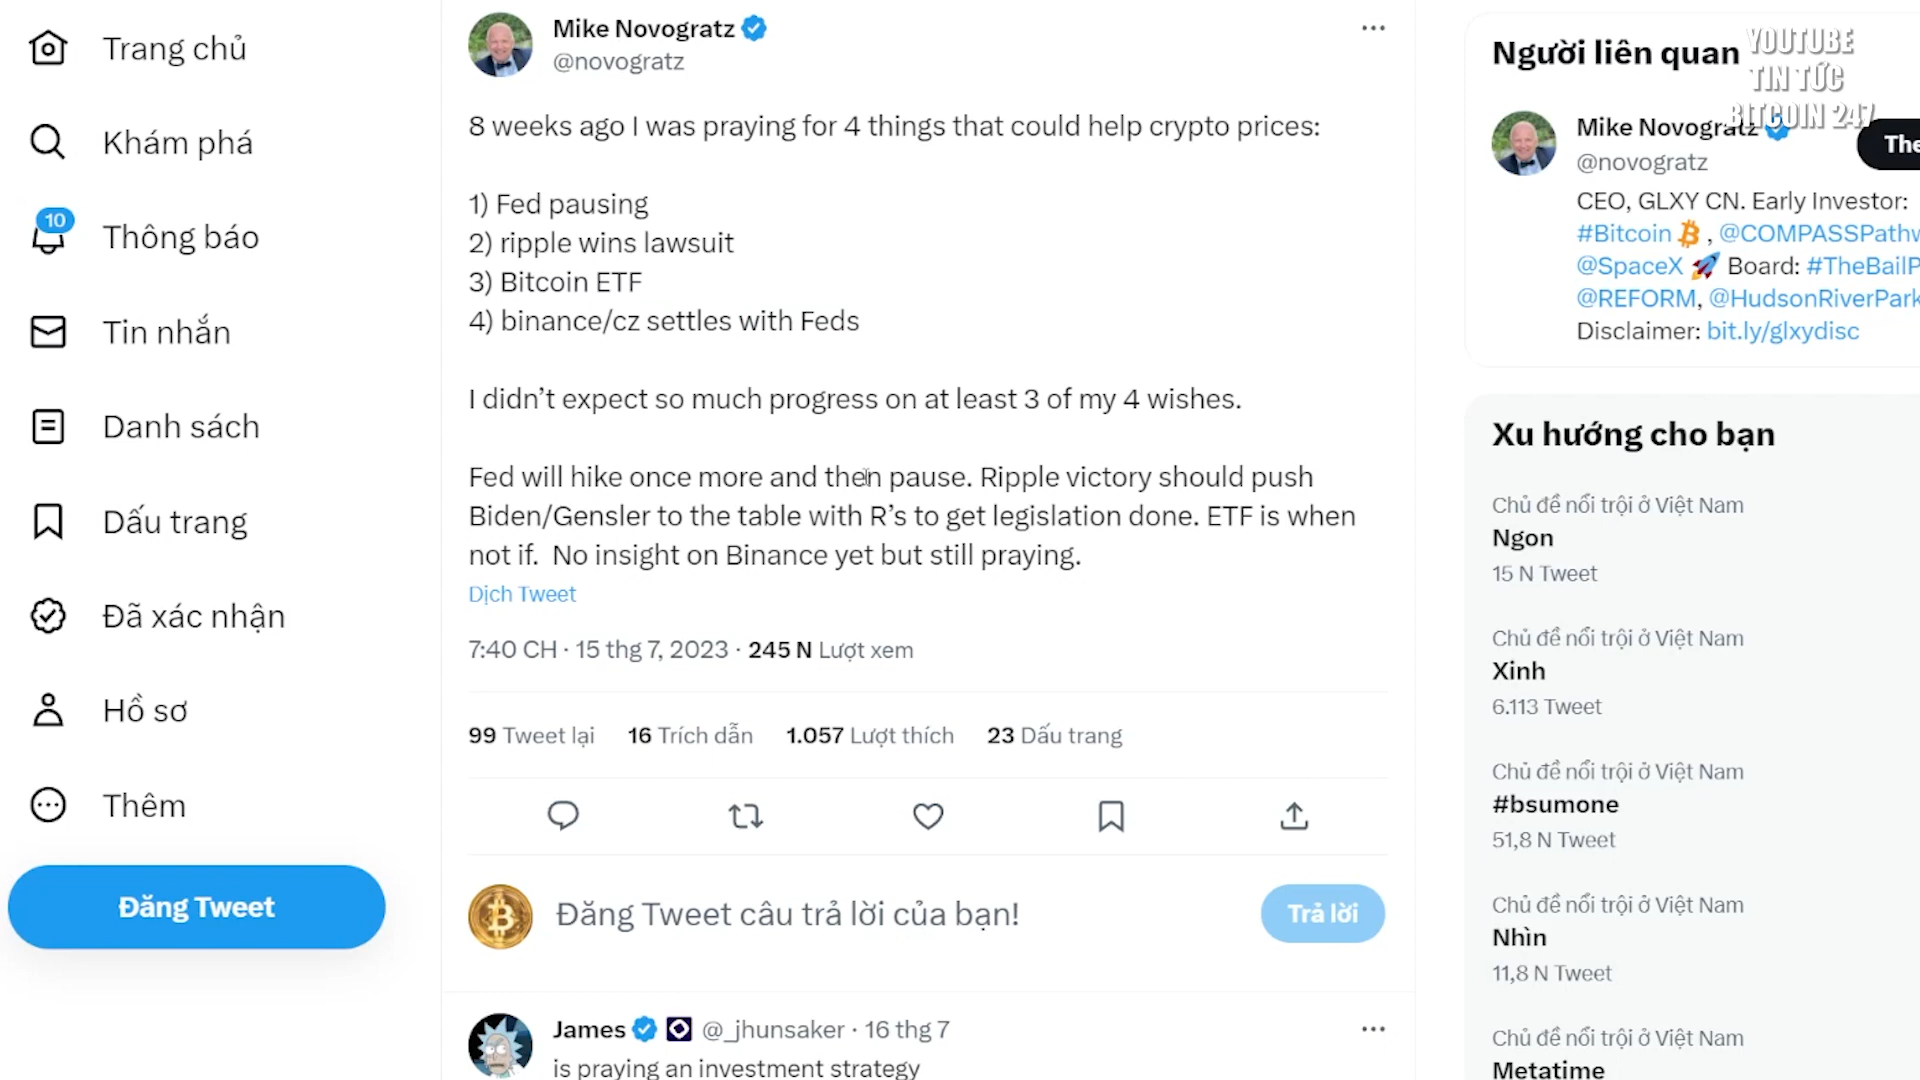 Trang chủ
Khám phá
10
Thông báo
Tin nhắn
Danh sách
Dấu trang
Đã xác nhận
Hồ sơ
Thêm
Đăng Tweet
Mike Novogratz
@novogratz
8 weeks ago I was praying for 4 things that could help crypto prices:
1) Fed pausing
2) ripple wins lawsuit
3) Bitcoin ETF
4) binance/cz settles with Feds
I didn’t expect so much progress on at least 3 of my 4 wishes.
Fed will hike once more and then pause. Ripple victory should push
Biden/Gensler to the table with R’s to get legislation done. ETF is when
not if. No insight on Binance yet but still praying.
Dịch Tweet
7:40 CH · 15 thg 7, 2023 · 245 N Lượt xem
99 Tweet lại 16 Trích dẫn 1.057 Lượt thích 23 Dấu trang
Đăng Tweet câu trả lời của bạn!
Trả lời
James @_jhunsaker · 16 thg 7
is praying an investment strategy
Người liên quan
YOUTUBE
TIN TỨC
BITCOIN 247
Mike Novogratz
@novogratz
The
CEO, GLXY CN. Early Investor:
#Bitcoin , @COMPASSPathw
@SpaceX Board: #TheBailP
@REFORM, @HudsonRiverPark
Disclaimer: bit.ly/glxydisc
Xu hướng cho bạn
Chủ đề nổi trội ở Việt Nam
Ngon
15 N Tweet
Chủ đề nổi trội ở Việt Nam
Xinh
6.113 Tweet
Chủ đề nổi trội ở Việt Nam
#bsumone
51,8 N Tweet
Chủ đề nổi trội ở Việt Nam
Nhìn
11,8 N Tweet
Chủ đề nổi trội ở Việt Nam
Metatime